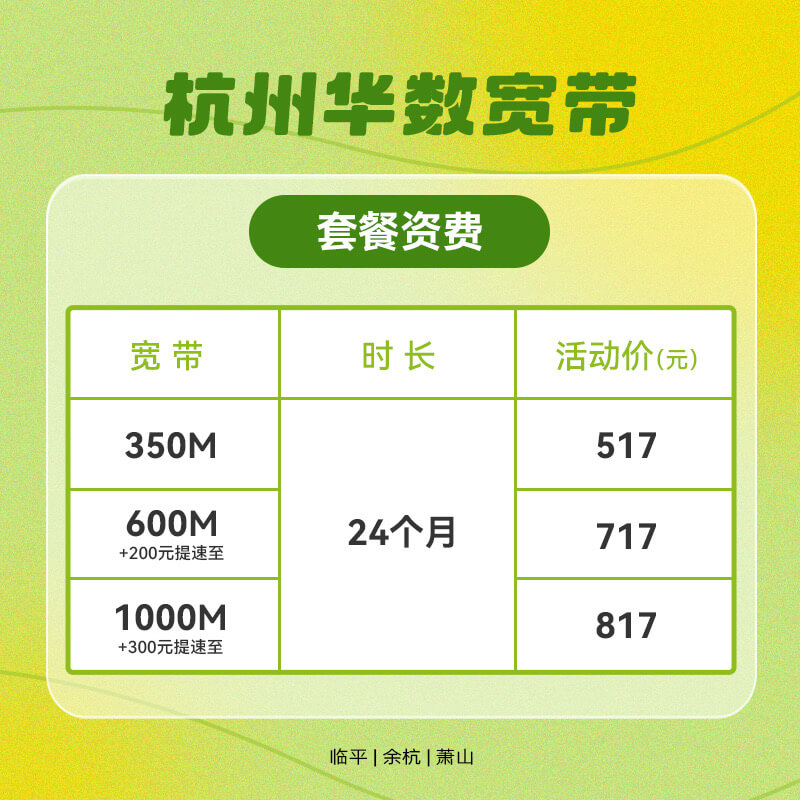 杭州华数宽带
套餐资费
宽带 时长 活动价(元)
350M 517
600M 24个月 717
+200元提速至
1000M 817
+300元提速至
临平|余杭|萧山